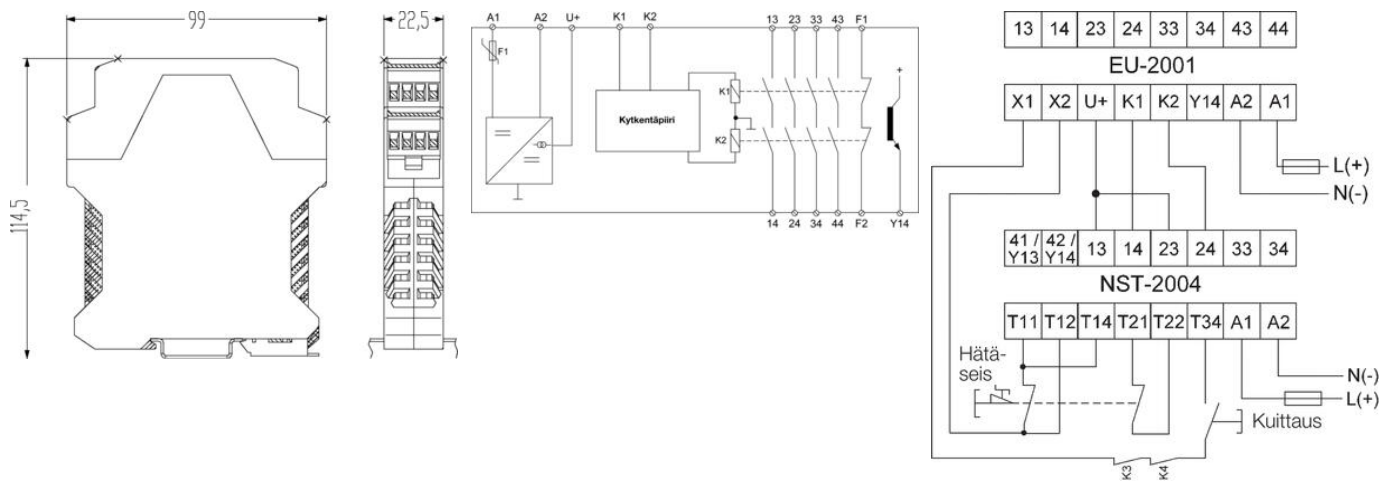 99
114,5
22,5
A1 A2 U+ K1 K2 13 23 33 43 F1
F1
K1
+
Kytkentäpiiri
K2
14 24 34 44 F2 Y14
13 14 23 24 33 34 43 44
EU-2001
X1 X2 U+ K1 K2 Y14 A2 A1
L(+)
N(-)
41 / Y13 42 / Y14 13 14 23 24 33 34
NST-2004
T11 T12 T14 T21 T22 T34 A1 A2
Hätä-
seis
N(-)
L(+)
Kuittaus
K3 K4